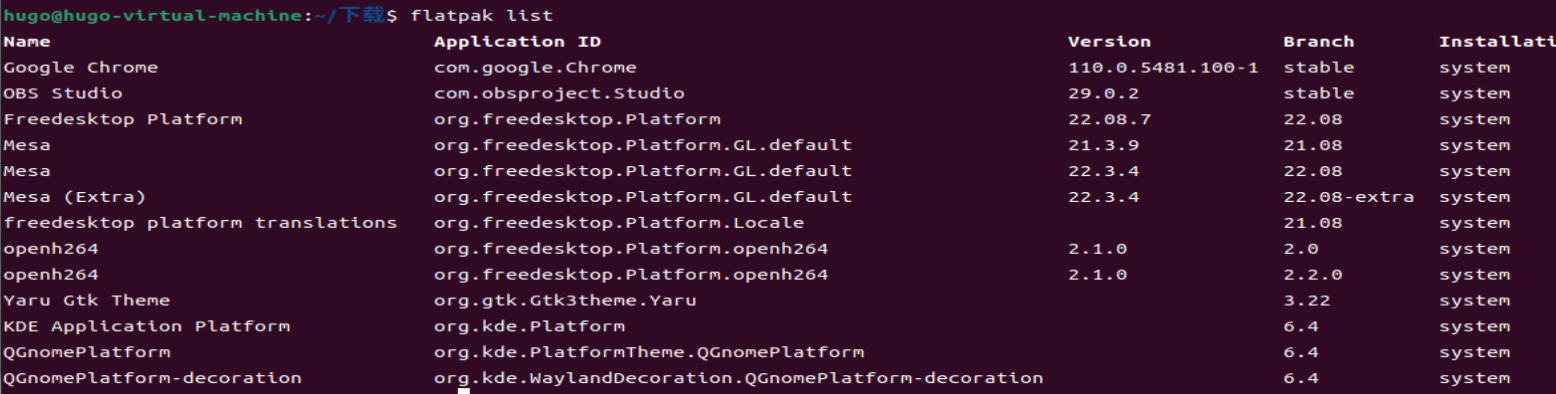 hugo@hugo-virtual-machine:~/下载$ flatpak list
Name Application ID Version Branch Installati
Google Chrome com.google.Chrome 110.0.5481.100-1 stable system
OBS Studio com.obsproject.Studio 29.0.2 stable system
Freedesktop Platform org.freedesktop.Platform 22.08.7 22.08 system
Mesa org.freedesktop.Platform.GL.default 21.3.9 21.08 system
Mesa org.freedesktop.Platform.GL.default 22.3.4 22.08 system
Mesa (Extra) org.freedesktop.Platform.GL.default 22.3.4 22.08-extra system
freedesktop platform translations org.freedesktop.Platform.Locale 21.08 system
openh264 org.freedesktop.Platform.openh264 2.1.0 2.0 system
openh264 org.freedesktop.Platform.openh264 2.1.0 2.2.0 system
Yaru Gtk Theme org.gtk.Gtk3theme.Yaru 3.22 system
KDE Application Platform org.kde.Platform 6.4 system
QGnomePlatform org.kde.PlatformTheme.QGnomePlatform 6.4 system
QGnomePlatform-decoration org.kde.WaylandDecoration.QGnomePlatform-decoration 6.4 system